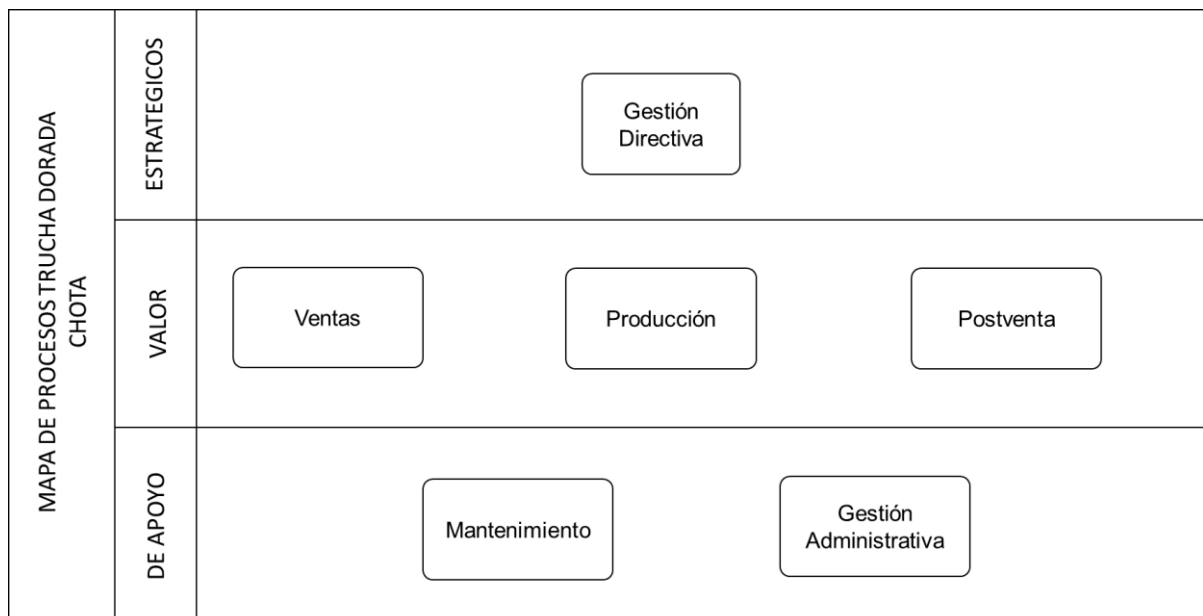 MAPA DE PROCESOS TRUCHA DORADA
CHOTA
ESTRATEGICOS
Gestión
Directiva
VALOR
Ventas
Producción
Postventa
DE APOYO
Mantenimiento
Gestión
Administrativa